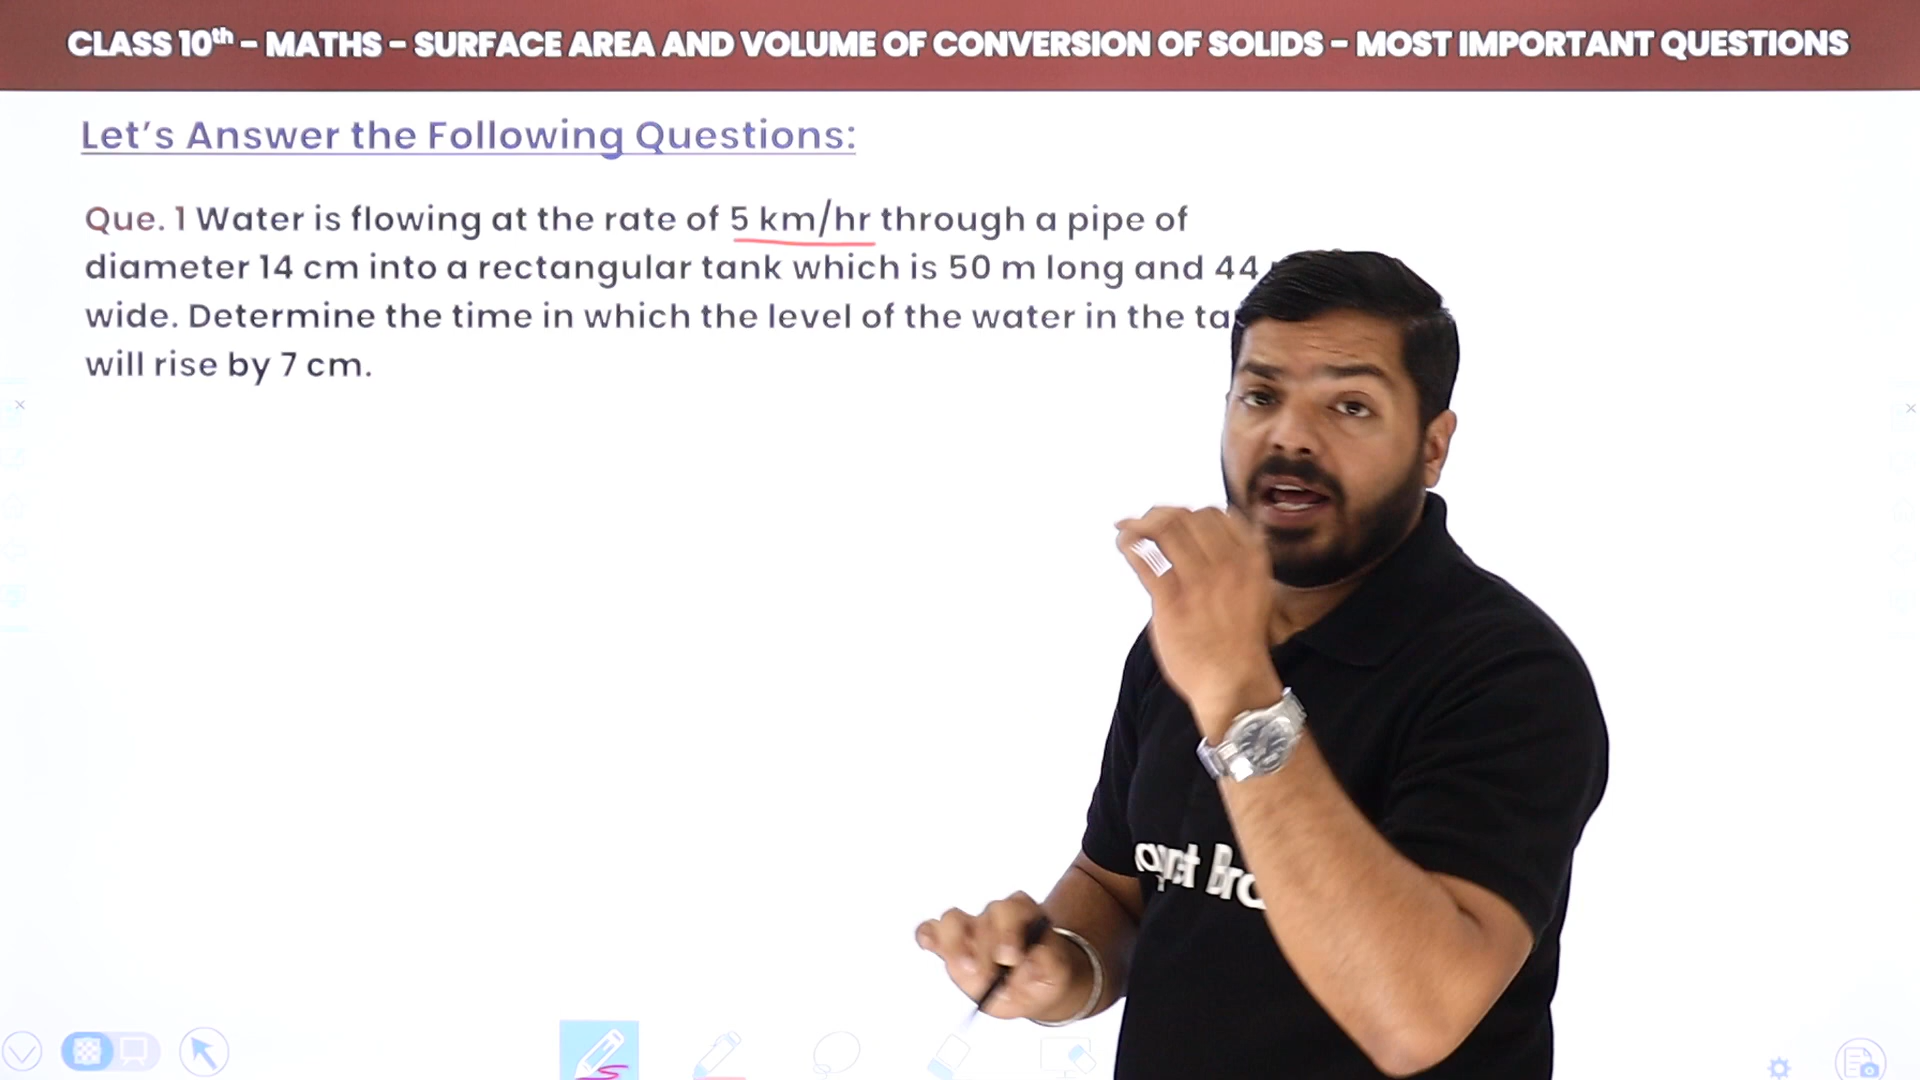 CLASS 10th – MATHS – SURFACE AREA AND VOLUME OF CONVERSION OF SOLIDS – MOST IMPORTANT QUESTIONS
Let's Answer the Following Questions:
Que. 1 Water is flowing at the rate of 5 km/hr through a pipe of
diameter 14 cm into a rectangular tank which is 50 m long and 44
wide. Determine the time in which the level of the water in the
will rise by 7 cm.